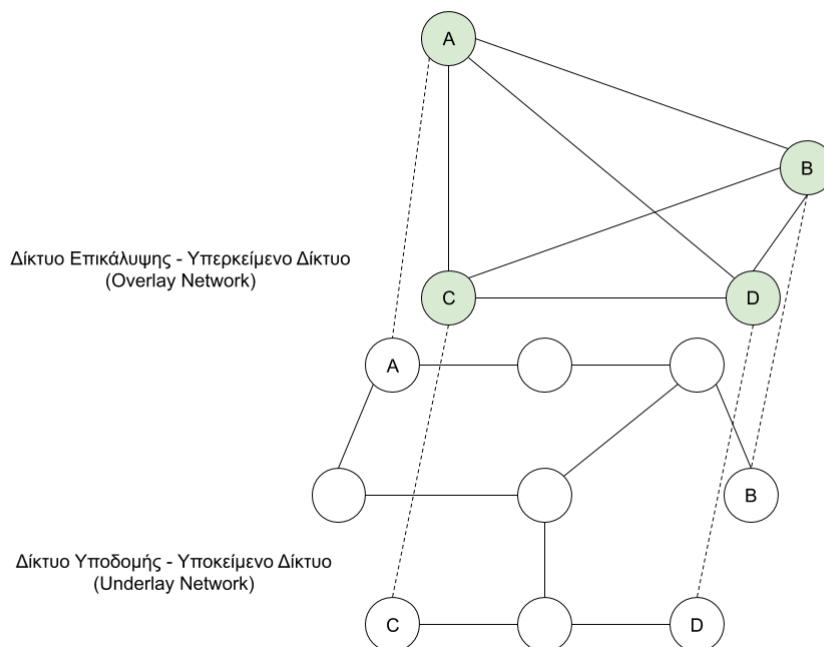 A
B
Δίκτυο Επικάλυψης - Υπερκείμενο Δίκτυο
(Overlay Network)
C
D
A
B
Δίκτυο Υποδομής - Υποκείμενο Δίκτυο
(Underlay Network)
C
D